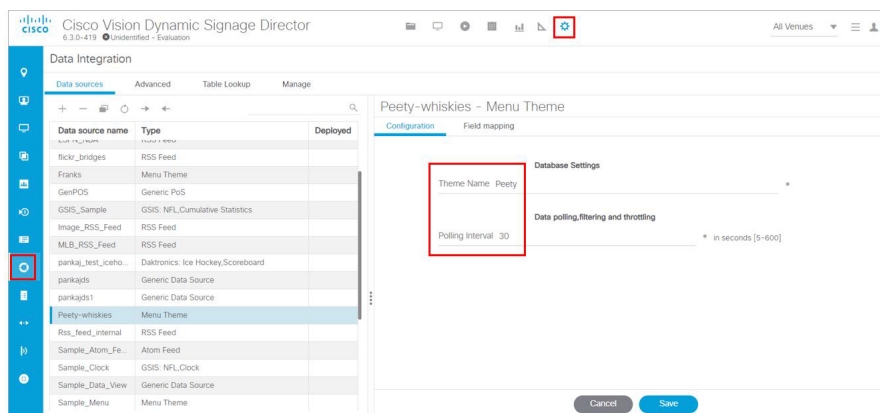 cisco
Cisco Vision Dynamic Signage Director
6.3.0-419 Unidentified - Evaluation
All Venues
Data Integration
Data sources Advanced Table Lookup Manage
Peety-whiskies - Menu Theme
Configuration Field mapping
Data source name Type Deployed
ESPN_NBA RSS Feed
flickr_bridges RSS Feed
Franks Menu Theme
GenPOS Generic PoS
GSIS_Sample GSIS: NFL,Cumulative Statistics
Image_RSS_Feed RSS Feed
MLB_RSS_Feed RSS Feed
pankaj_test_iceho... Daktronics: Ice Hockey,Scoreboard
pankajds Generic Data Source
pankajds1 Generic Data Source
Peety-whiskies Menu Theme
Rss_feed_internal RSS Feed
Sample_Atom_Fe... Atom Feed
Sample_Clock GSIS: NFL,Clock
Sample_Data_View Generic Data Source
Sample_Menu Menu Theme
Database Settings
Theme Name Peety *
Data polling,filtering and throttling
Polling Interval 30 * in seconds [5-600]
Cancel Save